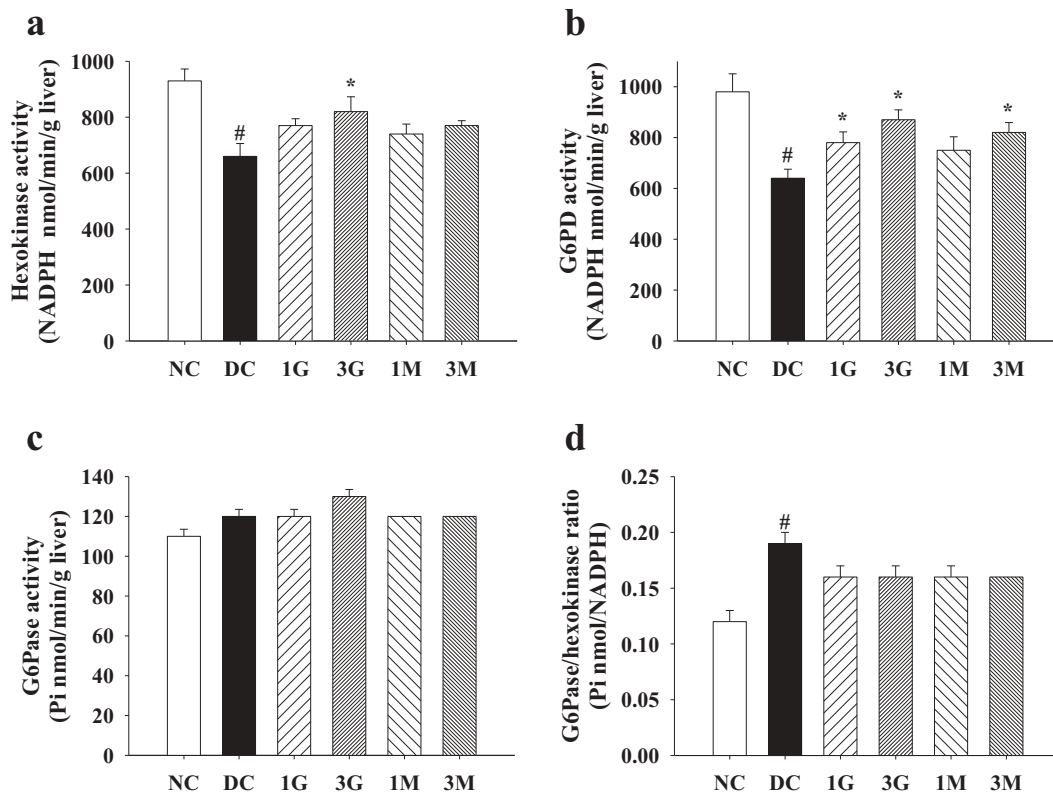 a
Hexokinase activity
(NADPH nmol/min/g liver)
1000
800
600
400
200
0
#
*
NC DC 1G 3G 1M 3M
b
G6PD activity
(NADPH nmol/min/g liver)
1000
800
600
400
200
0
#
*
*
*
NC DC 1G 3G 1M 3M
c
G6Pase activity
(Pi nmol/min/g liver)
140
120
100
80
60
40
20
0
NC DC 1G 3G 1M 3M
d
G6Pase/hexokinase ratio
(Pi nmol/NADPH)
0.25
0.20
0.15
0.10
0.05
0.00
#
NC DC 1G 3G 1M 3M